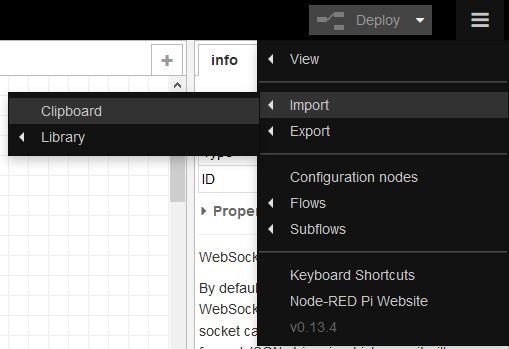 Deploy
info
View
Import
Export
Clipboard
Library
Type
ID
Configuration nodes
Flows
Subflows
Proper
WebSock
By defau
WebSoc
socket ca
Keyboard Shortcuts
Node-RED Pi Website
v0.13.4